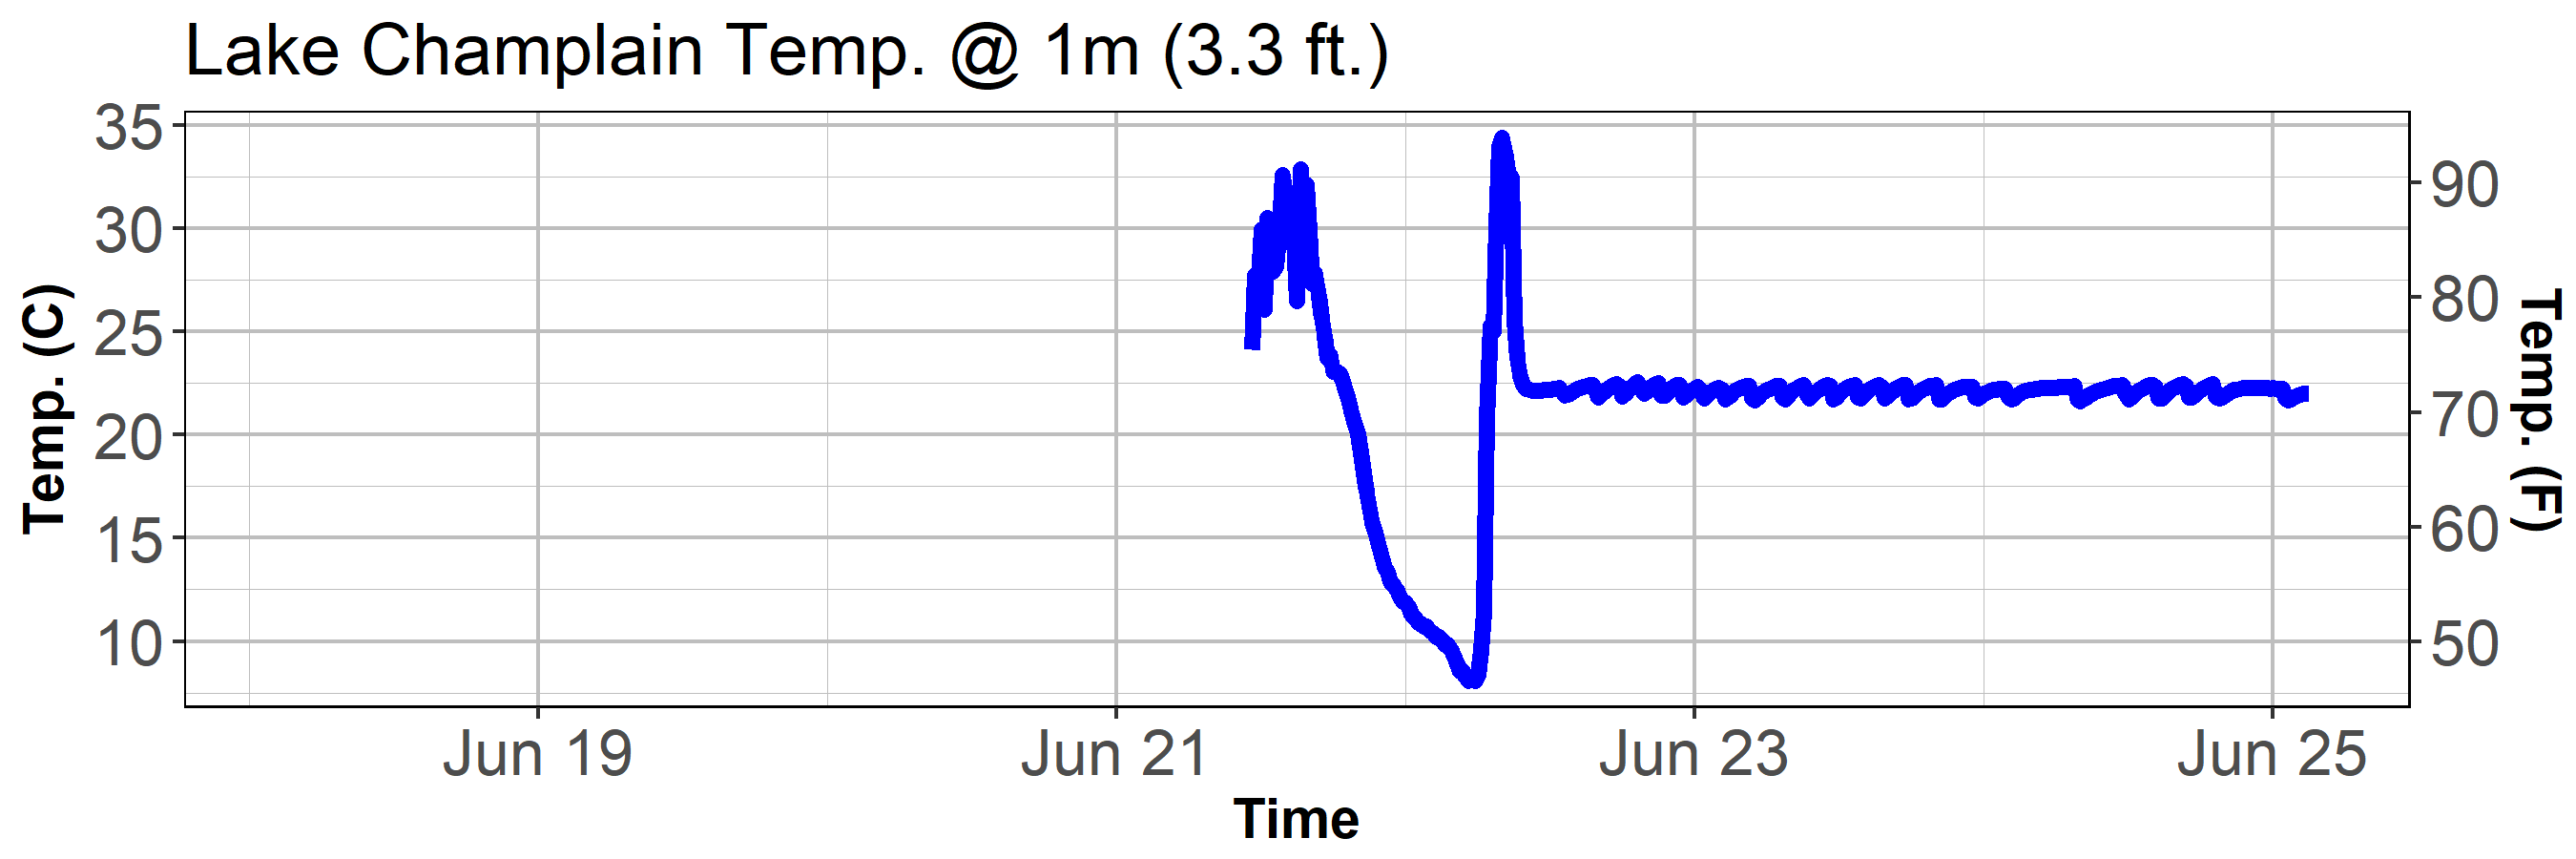 Lake Champlain Temp. @ 1m (3.3 ft.)
35
30
25
20
15
10
Temp. (C)
90
80
70
60
50
Temp. (F)
Jun 19
Jun 21
Jun 23
Jun 25
Time